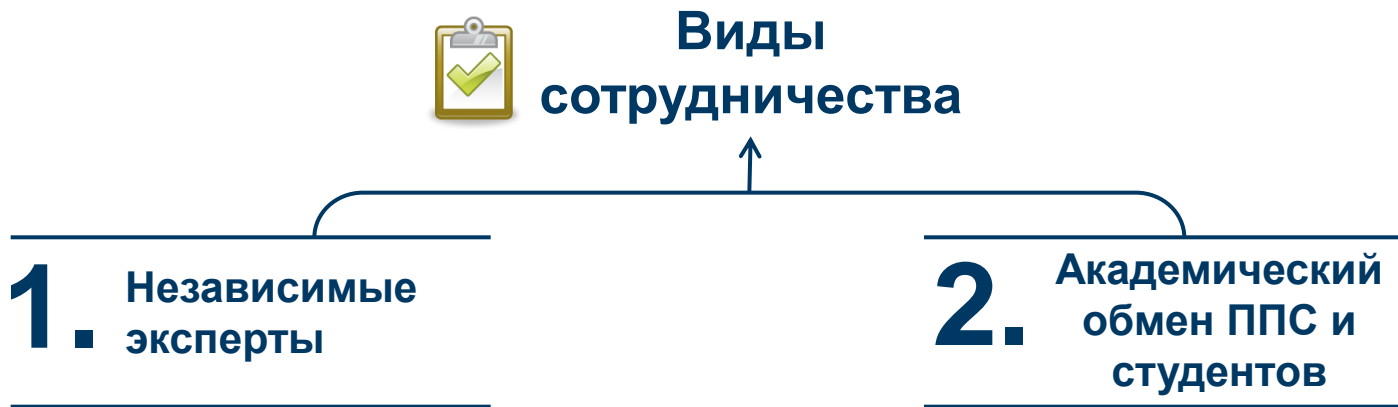 Виды
сотрудничества
1. Независимые
эксперты
2. Академический
обмен ППС и
студентов